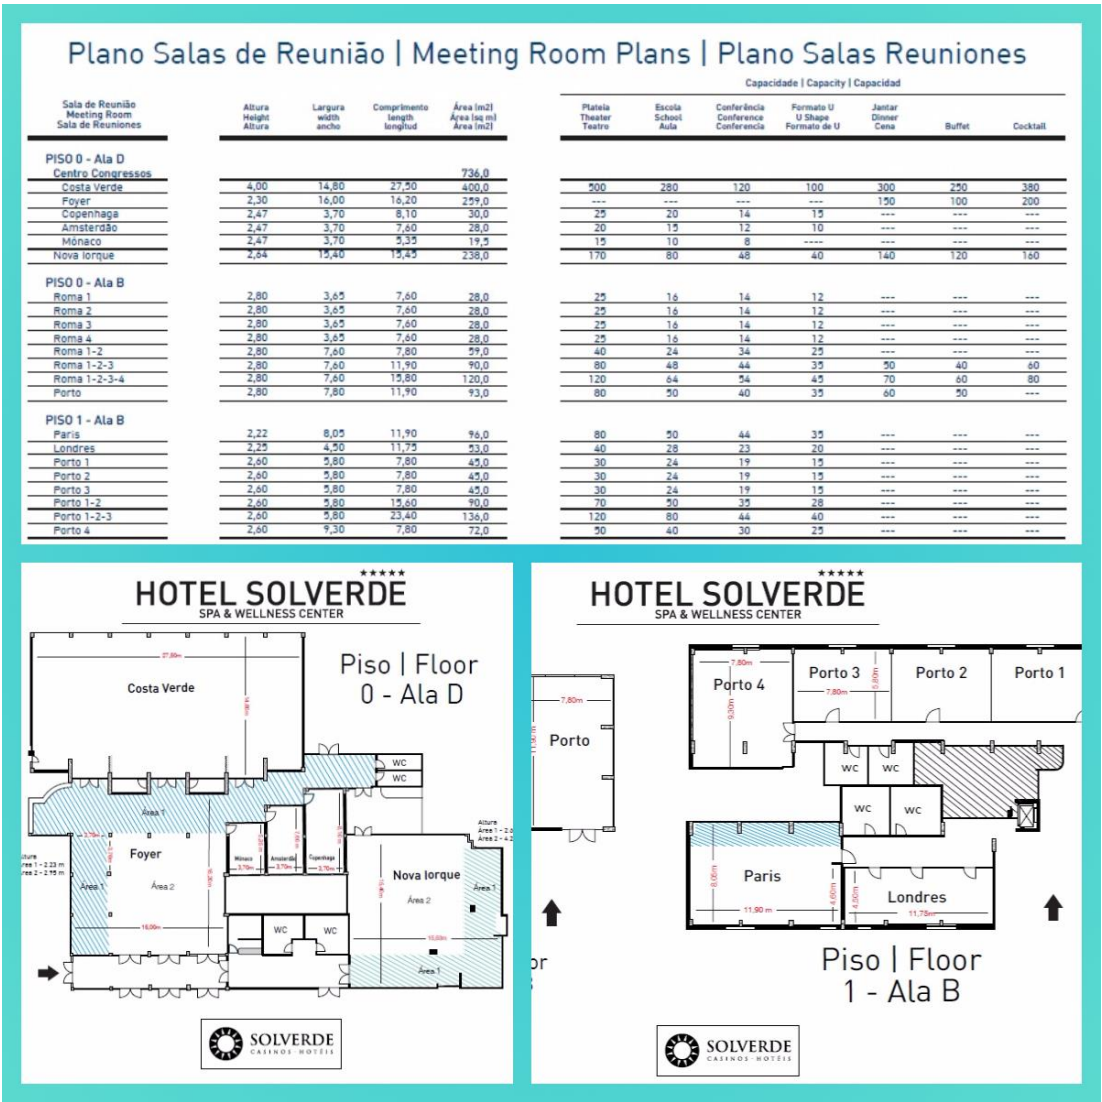 Plano Salas de Reunião | Meeting Room Plans | Plano Salas Reuniones
Capacidade | Capacity | Capacidad
Sala de Reunião Altura Largura Comprimento Área (m2) Plateia Escola Conferência Formato U Jantar
Meeting Room Height width length Área (sq m) Theater School Conference U Shape Dinner Buffet Cocktail
Sala de Reuniones Altura ancho longitud Área (m2) Teatro Aula Conferencia Formato de U Cena
PISO 0 - Ala D
Centro Congressos 736,0
Costa Verde 4,00 14,80 27,50 400,0 500 280 120 100 300 250 380
Foyer 2,30 16,00 16,20 259,0 --- --- --- --- 150 100 200
Copenhaga 2,47 3,70 8,10 30,0 25 20 14 15 --- --- ---
Amsterdão 2,47 3,70 7,60 28,0 20 15 12 10 --- --- ---
Mónaco 2,47 3,70 5,35 19,5 15 10 8 ---- --- --- ---
Nova Iorque 2,64 15,40 15,45 238,0 170 80 48 40 140 120 160
PISO 0 - Ala B
Roma 1 2,80 3,65 7,60 28,0 25 16 14 12 --- --- ---
Roma 2 2,80 3,65 7,60 28,0 25 16 14 12 --- --- ---
Roma 3 2,80 3,65 7,60 28,0 25 16 14 12 --- --- ---
Roma 4 2,80 3,65 7,60 28,0 25 16 14 12 --- --- ---
Roma 1-2 2,80 7,60 7,80 59,0 40 24 34 25 --- --- ---
Roma 1-2-3 2,80 7,60 11,90 90,0 80 48 44 35 50 40 60
Roma 1-2-3-4 2,80 7,60 15,80 120,0 120 64 54 45 70 60 80
Porto 2,80 7,80 11,90 93,0 80 50 40 35 60 50 ---
PISO 1 - Ala B
Paris 2,22 8,05 11,90 96,0 80 50 44 35 --- --- ---
Londres 2,25 4,50 11,75 53,0 40 28 23 20 --- --- ---
Porto 1 2,60 5,80 7,80 45,0 30 24 19 15 --- --- ---
Porto 2 2,60 5,80 7,80 45,0 30 24 19 15 --- --- ---
Porto 3 2,60 5,80 7,80 45,0 30 24 19 15 --- --- ---
Porto 1-2 2,60 5,80 15,60 90,0 70 50 35 28 --- --- ---
Porto 1-2-3 2,60 5,80 23,40 136,0 120 80 44 40 --- --- ---
Porto 4 2,60 9,30 7,80 72,0 50 40 30 25 --- --- ---
HOTEL SOLVERDE
SPA & WELLNESS CENTER
Piso | Floor
0 - Ala D
Costa Verde
WC
WC
Área 1
Foyer
Área 1
Área 2
Mónaco
3,70m
Amsterdão
3,70m
Copenhaga
3,70m
Nova Iorque
Área 2
Área 1
Área 1
WC
WC
16,00m
Altura
SOLVERDE
CASINOS · HOTÉIS
HOTEL SOLVERDE
SPA & WELLNESS CENTER
7,80m
Porto
7,80m
Porto 4
9,30m
Porto 3
7,80m
5,80m
Porto 2
Porto 1
WC
WC
WC
WC
Paris
8,05m
11,90 m
Londres
11,75m
Piso | Floor
1 - Ala B
SOLVERDE
CASINOS · HOTÉIS